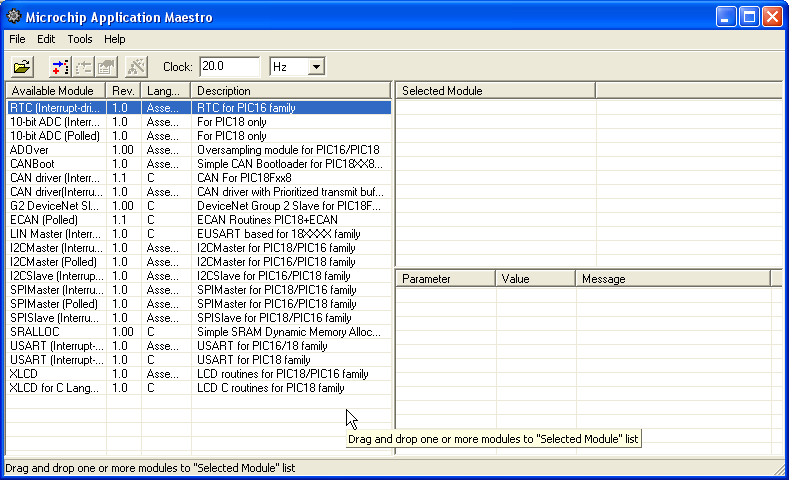 Microchip Application Maestro
File Edit Tools Help
Clock: 20.0 Hz
Available Module Rev. Lang... Description Selected Module
RTC (Interrupt-dri... 1.0 Asse... RTC for PIC16 family
10-bit ADC (Interr... 1.0 Asse... For PIC18 only
10-bit ADC (Polled) 1.0 Asse... For PIC18 only
ADOver 1.00 Asse... Oversampling module for PIC16/PIC18
CANBoot 1.0 Asse... Simple CAN Bootloader for PIC18XX8...
CAN driver (Interr... 1.1 C CAN For PIC18Fxx8
CAN driver(Interru... 1.0 Asse... CAN driver with Prioritized transmit buf...
G2 DeviceNet Sl... 1.0 C DeviceNet Group 2 Slave for PIC18F...
ECAN (Polled) 1.1 C ECAN Routines PIC18+ECAN
LIN Master (Interr... 1.0 C EUSART based for 18XXXX family
I2CMaster (Interru... 1.0 Asse... I2CMaster for PIC18/PIC16 family
I2CMaster (Polled) 1.0 Asse... I2CMaster for PIC18/PIC16 family
I2CSlave (Interrup... 1.0 Asse... I2CSlave for PIC16/PIC18 family
SPIMaster (Interru... 1.0 Asse... SPIMaster for PIC16/PIC18 family
SPIMaster (Polled) 1.0 Asse... SPIMaster for PIC16/PIC18 family
SPISlave (Interru... 1.0 Asse... SPISlave for PIC16/PIC18 family
SRALLOC 1.00 C Simple SRAM Dynamic Memory Alloc...
USART (Interrupt-... 1.0 Asse... USART for PIC16/18 family
USART (Interrupt-... 1.0 C USART for PIC18 family
XLCD 1.0 Asse... LCD routines for PIC18/PIC16 family
XLCD for C Lang... 1.0 C LCD C routines for PIC18 family
Parameter Value Message
Drag and drop one or more modules to "Selected Module" list
Drag and drop one or more modules to "Selected Module" list